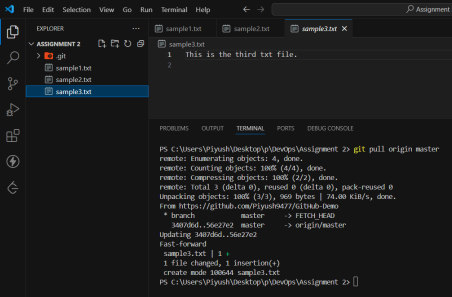 File Edit Selection View Go Run ...
Assignment
EXPLORER
ASSIGNMENT 2
.git
sample1.txt
sample2.txt
sample3.txt
sample1.txt sample2.txt sample3.txt
sample3.txt
1 This is the third txt file.
2
PROBLEMS OUTPUT TERMINAL PORTS DEBUG CONSOLE
PS C:\Users\Piyush\Desktop\p\DevOps\Assignment 2> git pull origin master
remote: Enumerating objects: 4, done.
remote: Counting objects: 100% (4/4), done.
remote: Compressing objects: 100% (2/2), done.
remote: Total 3 (delta 0), reused 0 (delta 0), pack-reused 0
Unpacking objects: 100% (3/3), 969 bytes | 74.00 KiB/s, done.
From https://github.com/Piyush9477/GitHub-Demo
* branch master -> FETCH_HEAD
3407d6d..56e27e2 master -> origin/master
Updating 3407d6d..56e27e2
Fast-forward
sample3.txt | 1 +
1 file changed, 1 insertion(+)
create mode 100644 sample3.txt
PS C:\Users\Piyush\Desktop\p\DevOps\Assignment 2>